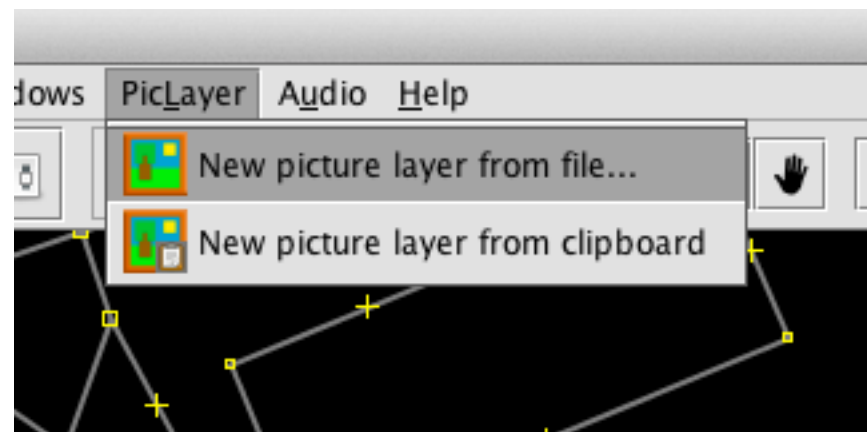 dows PicLayer Audio Help
New picture layer from file...
New picture layer from clipboard